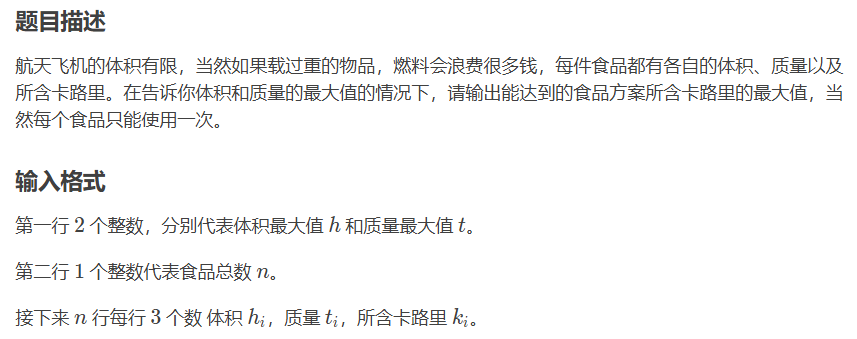 题目描述
航天飞机的体积有限，当然如果载过重的物品，燃料会浪费很多钱，每件食品都有各自的体积、质量以及
所含卡路里。在告诉你体积和质量的最大值的情况下，请输出能达到的食品方案所含卡路里的最大值，当
然每个食品只能使用一次。
输入格式
第一行 2 个整数，分别代表体积最大值 h 和质量最大值 t。
第二行 1 个整数代表食品总数 n。
接下来 n 行每行 3 个数 体积 hᵢ，质量 tᵢ，所含卡路里 kᵢ。